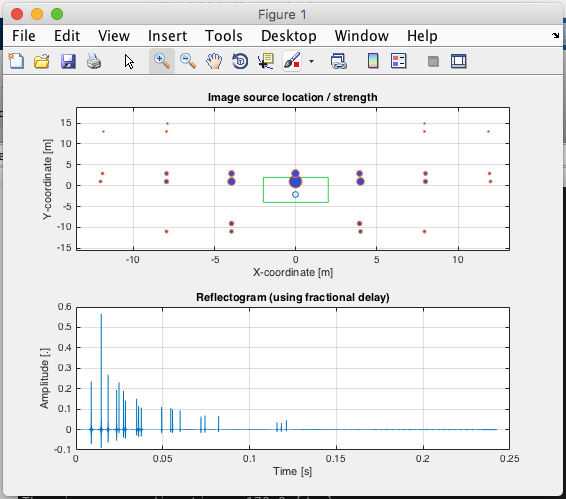 Figure 1
File Edit View Insert Tools Desktop Window Help
Image source location / strength
15
10
5
0
-5
-10
-15
Y-coordinate [m]
-10 -5 0 5 10
X-coordinate [m]
Reflectogram (using fractional delay)
0.6
0.5
0.4
0.3
0.2
0.1
0
-0.1
Amplitude [.]
0 0.05 0.1 0.15 0.2 0.25
Time [s]